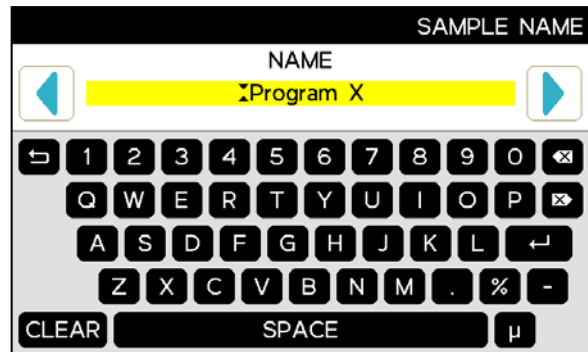 SAMPLE NAME
NAME
Program X
1 2 3 4 5 6 7 8 9 0
Q W E R T Y U I O P
A S D F G H J K L
Z X C V B N M . % -
CLEAR SPACE µ